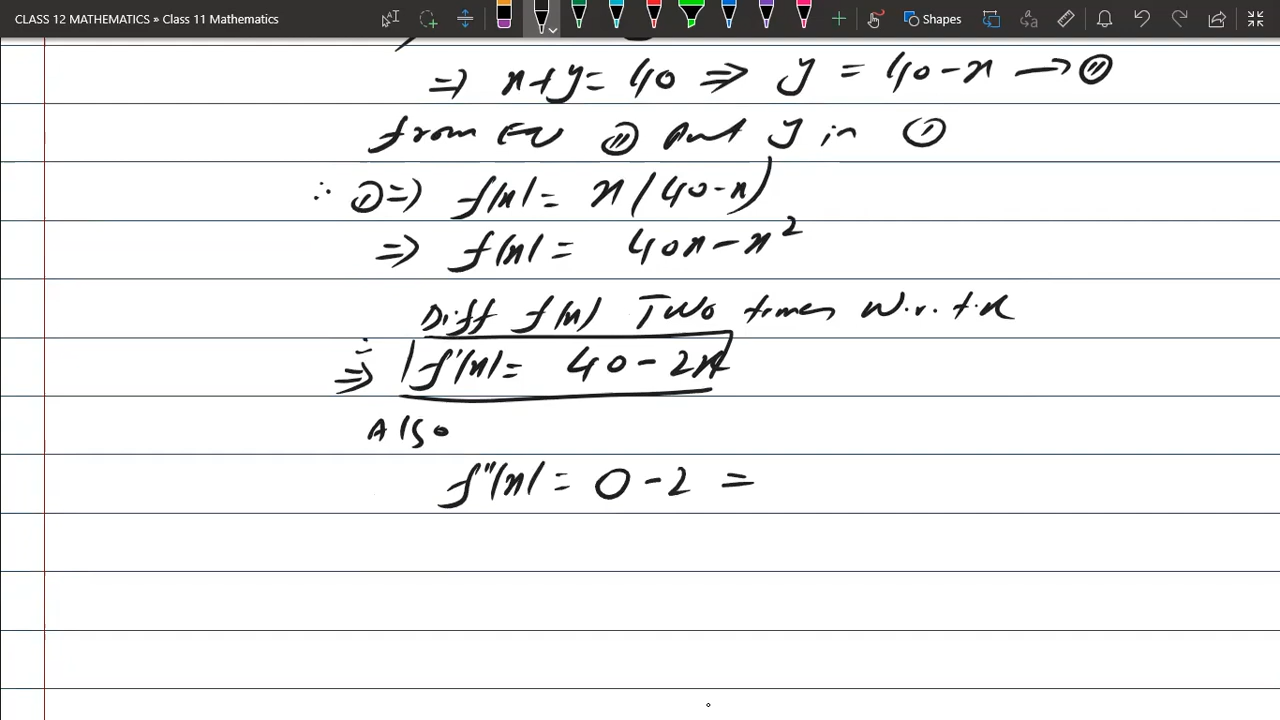 CLASS 12 MATHEMATICS » Class 11 Mathematics
Shapes
=> x+y= 40 => y = 40-x → (II)
from EQ (II) Put y in (I)
∴ (I)=> f(x)= x(40-x)
=> f(x)= 40x-x²
Diff f(x) Two times w.r.t.x
=> f'(x)= 40-2x
Also
f''(x)= 0-2 =